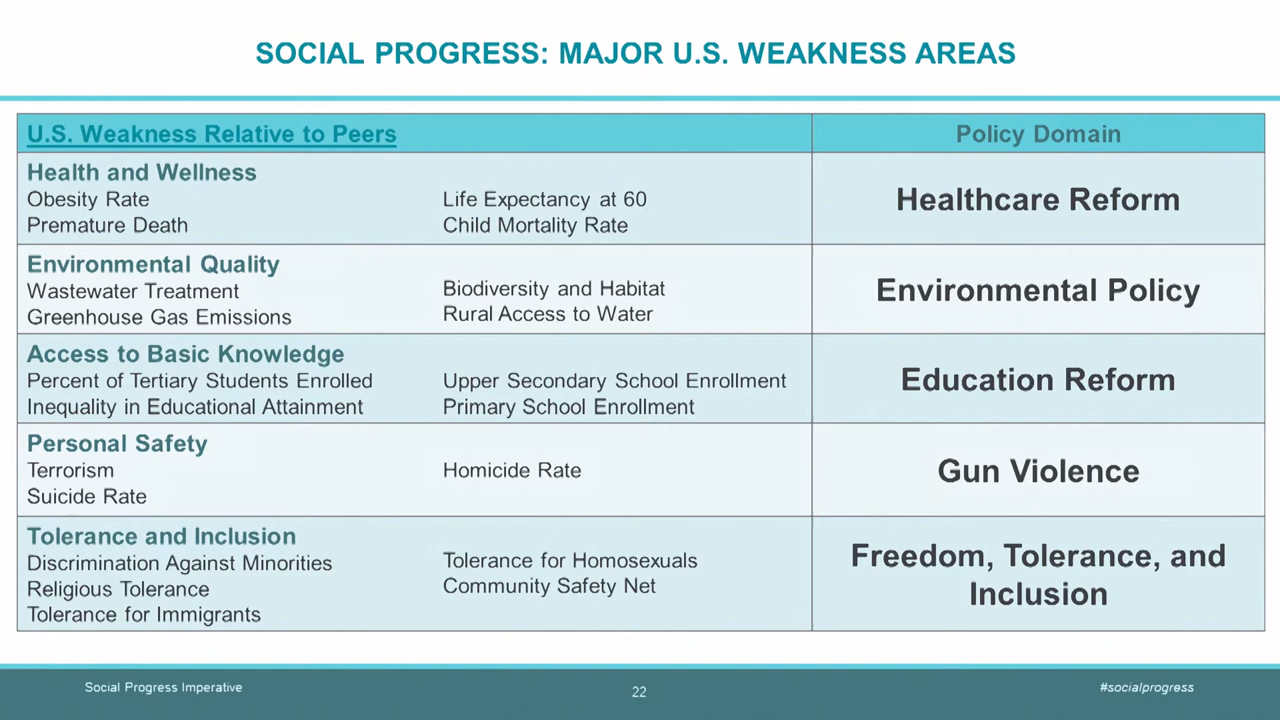 SOCIAL PROGRESS: MAJOR U.S. WEAKNESS AREAS
U.S. Weakness Relative to Peers
Policy Domain
Health and Wellness
Obesity Rate
Premature Death
Life Expectancy at 60
Child Mortality Rate
Healthcare Reform
Environmental Quality
Wastewater Treatment
Greenhouse Gas Emissions
Biodiversity and Habitat
Rural Access to Water
Environmental Policy
Access to Basic Knowledge
Percent of Tertiary Students Enrolled
Inequality in Educational Attainment
Upper Secondary School Enrollment
Primary School Enrollment
Education Reform
Personal Safety
Terrorism
Suicide Rate
Homicide Rate
Gun Violence
Tolerance and Inclusion
Discrimination Against Minorities
Religious Tolerance
Tolerance for Immigrants
Tolerance for Homosexuals
Community Safety Net
Freedom, Tolerance, and
Inclusion
Social Progress Imperative
22
#socialprogress